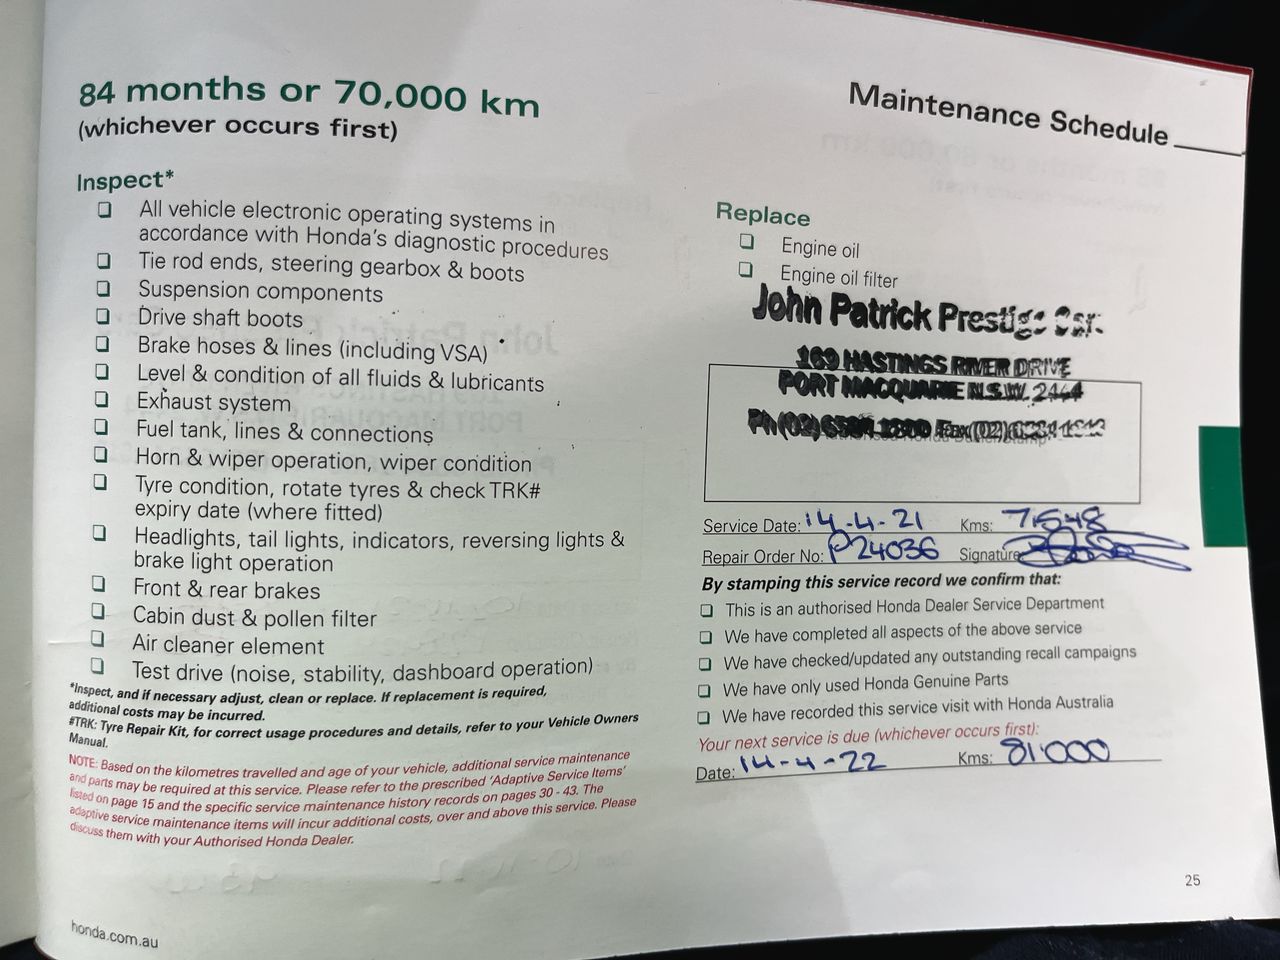 84 months or 70,000 km
(whichever occurs first)
Inspect*
All vehicle electronic operating systems in
accordance with Honda's diagnostic procedures
Tie rod ends, steering gearbox & boots
Suspension components
Drive shaft boots
Brake hoses & lines (including VSA)
Level & condition of all fluids & lubricants
Exhaust system
Fuel tank, lines & connections
Horn & wiper operation, wiper condition
Tyre condition, rotate tyres & check TRK#
expiry date (where fitted)
Headlights, tail lights, indicators, reversing lights &
brake light operation
Front & rear brakes
Cabin dust & pollen filter
Air cleaner element
Test drive (noise, stability, dashboard operation)
*Inspect, and if necessary adjust, clean or replace. If replacement is required,
additional costs may be incurred.
#TRK: Tyre Repair Kit, for correct usage procedures and details, refer to your Vehicle Owners
Manual.
NOTE: Based on the kilometres travelled and age of your vehicle, additional service maintenance
and parts may be required at this service. Please refer to the prescribed 'Adaptive Service Items'
listed on page 15 and the specific service maintenance history records on pages 30 - 43. The
adaptive service maintenance items will incur additional costs, over and above this service. Please
discuss them with your Authorised Honda Dealer.
honda.com.au
Maintenance Schedule
Replace
Engine oil
Engine oil filter
John Patrick Prestige
169 HASTINGS RIVER DRIVE
PORT MACQUARIE N.S.W. 2444
Ph (02) Fax (02)
Service Date: 14-4-21 Kms:
Repair Order No: P24036 Signature
By stamping this service record we confirm that:
This is an authorised Honda Dealer Service Department
We have completed all aspects of the above service
We have checked/updated any outstanding recall campaigns
We have only used Honda Genuine Parts
We have recorded this service visit with Honda Australia
Your next service is due (whichever occurs first):
Date: 14-4-22 Kms: 81.000
25